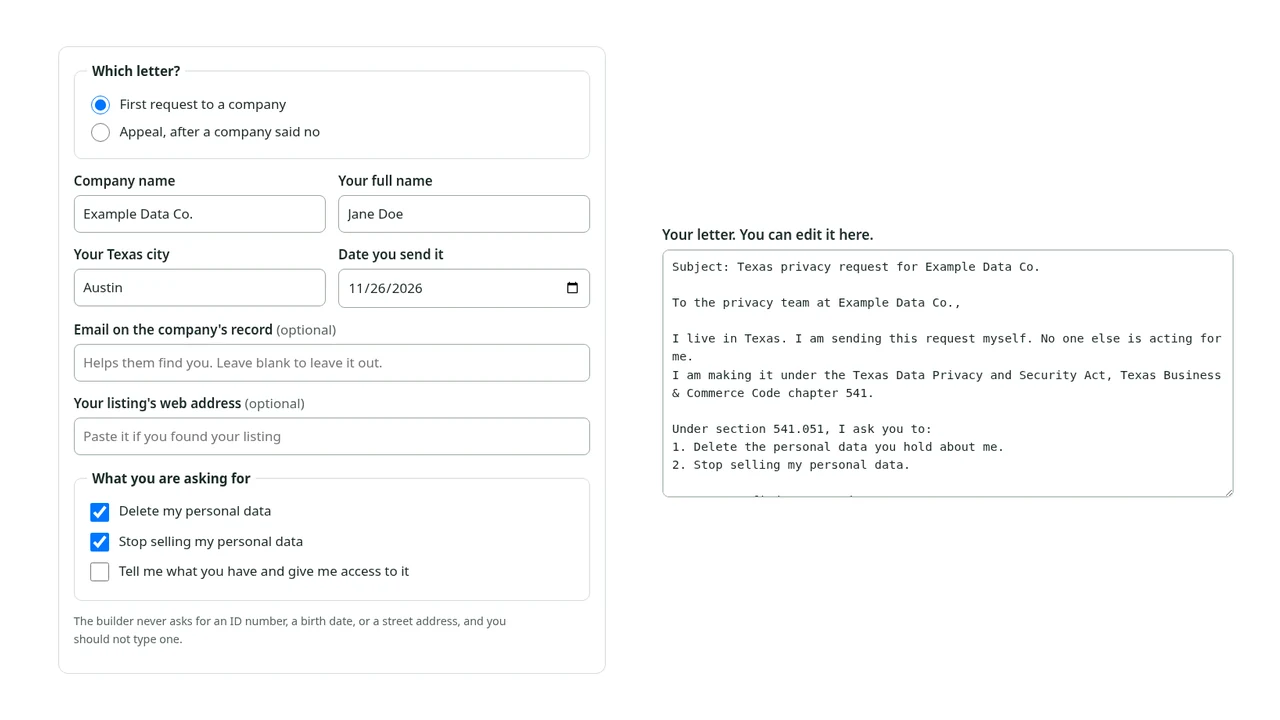 Which letter?
First request to a company
Appeal, after a company said no
Company name
Your full name
Example Data Co.
Jane Doe
Your Texas city
Date you send it
Austin
11/26/2026
Email on the company's record (optional)
Helps them find you. Leave blank to leave it out.
Your listing's web address (optional)
Paste it if you found your listing
What you are asking for
Delete my personal data
Stop selling my personal data
Tell me what you have and give me access to it
The builder never asks for an ID number, a birth date, or a street address, and you
should not type one.
Your letter. You can edit it here.
Subject: Texas privacy request for Example Data Co.
To the privacy team at Example Data Co.,
I live in Texas. I am sending this request myself. No one else is acting for
me.
I am making it under the Texas Data Privacy and Security Act, Texas Business
& Commerce Code chapter 541.
Under section 541.051, I ask you to:
1. Delete the personal data you hold about me.
2. Stop selling my personal data.